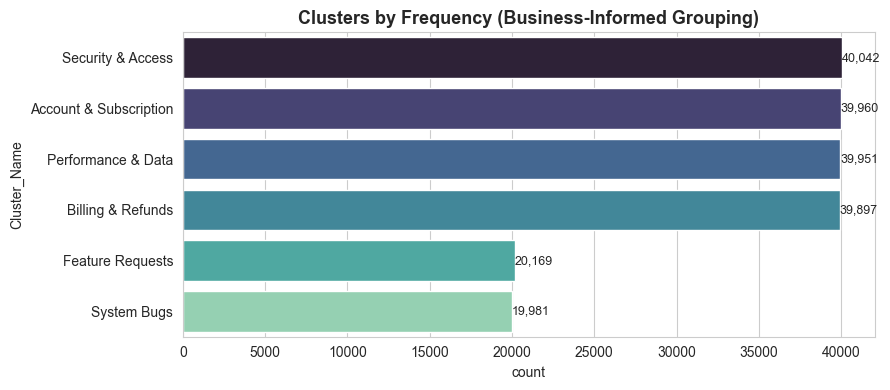 Clusters by Frequency (Business-Informed Grouping)
Security & Access 40,042
Account & Subscription 39,960
Performance & Data 39,951
Billing & Refunds 39,897
Feature Requests 20,169
System Bugs 19,981
Cluster_Name
0 5000 10000 15000 20000 25000 30000 35000 40000
count